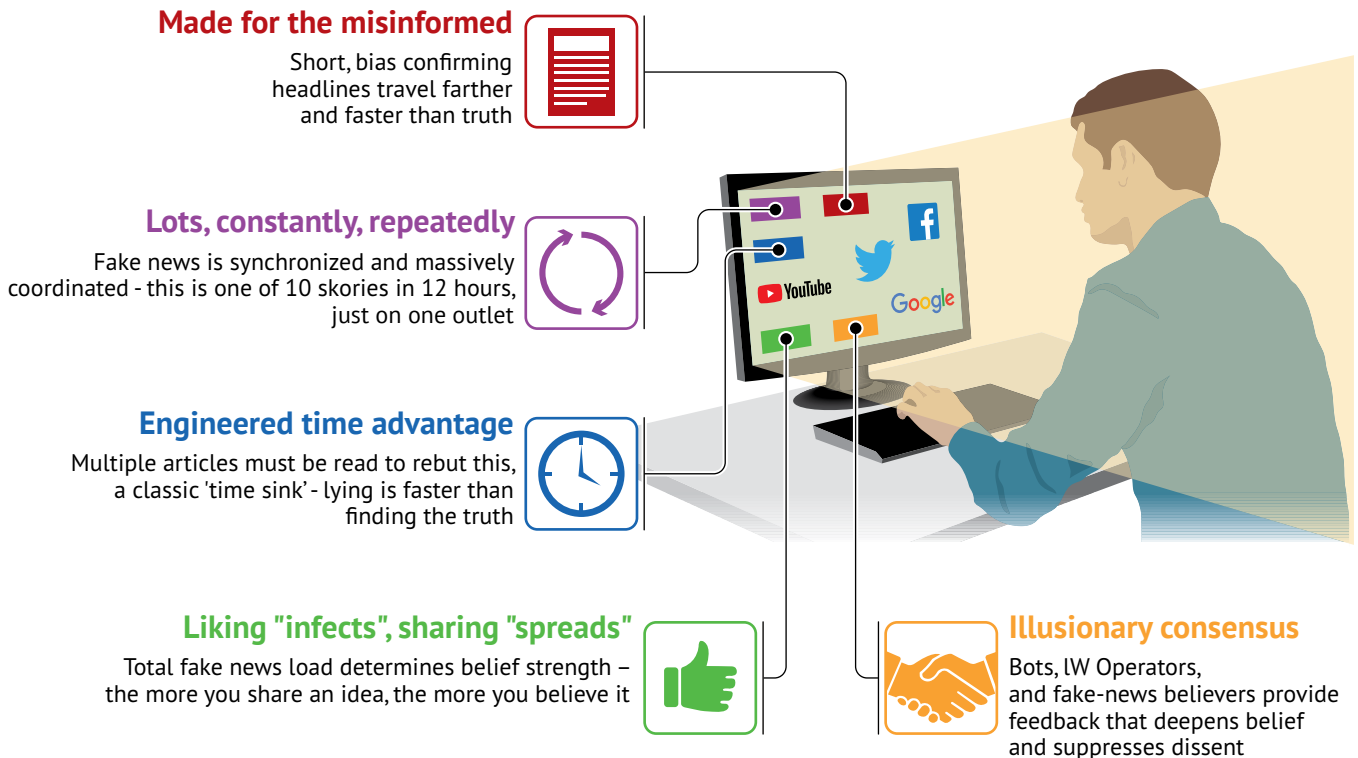 Made for the misinformed
Short, bias confirming
headlines travel farther
and faster than truth
Lots, constantly, repeatedly
Fake news is synchronized and massively
coordinated - this is one of 10 skories in 12 hours,
just on one outlet
Engineered time advantage
Multiple articles must be read to rebut this,
a classic 'time sink’ - lying is faster than
finding the truth
f
YouTube
Google
Liking "infects", sharing "spreads"
Total fake news load determines belief strength –
the more you share an idea, the more you believe it
Illusionary consensus
Bots, lW Operators,
and fake-news believers provide
feedback that deepens belief
and suppresses dissent